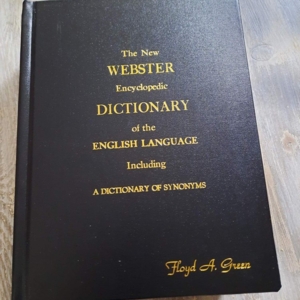 The New
WEBSTER
Encyclopedic
DICTIONARY
of the
ENGLISH LANGUAGE
Including
A DICTIONARY OF SYNONYMS
Floyd A. Green